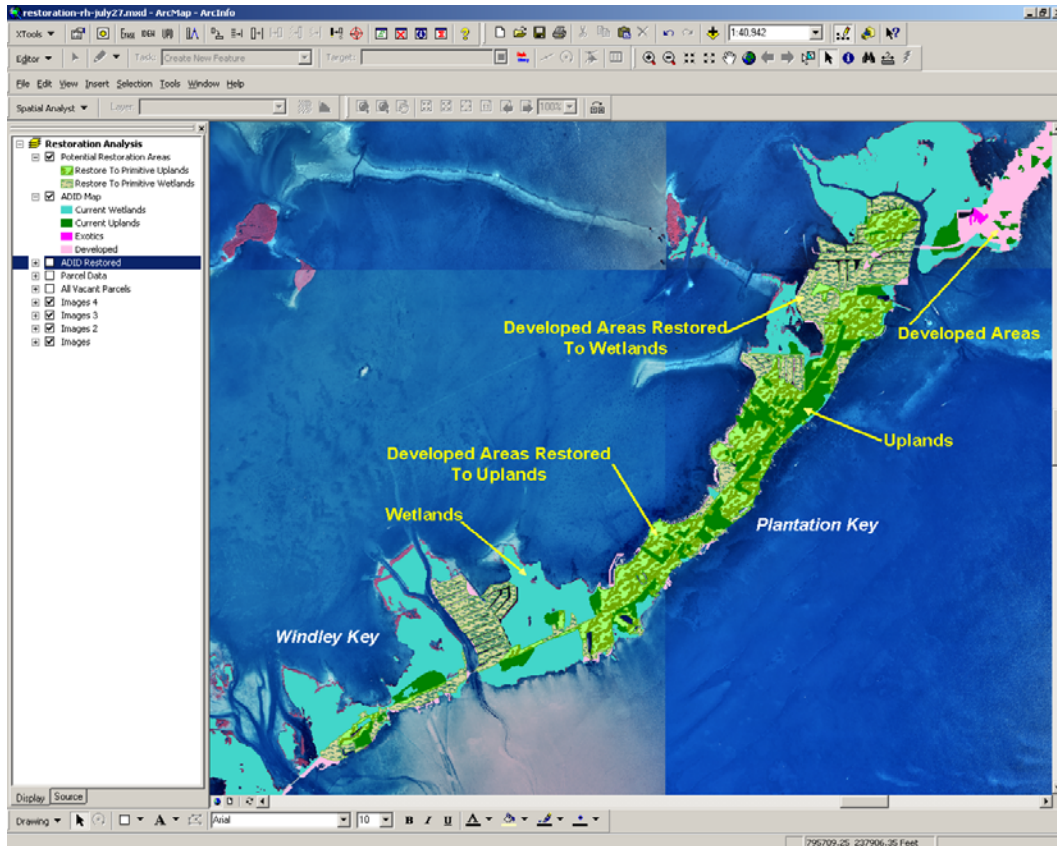 restoration-rh-july27.mxd - ArcMap - ArcInfo
XTools
1:40,942
Editor
Task: Create New Feature
Target:
File Edit View Insert Selection Tools Window Help
Spatial Analyst
Layer
100%
Restoration Analysis
Potential Restoration Areas
Restore To Primitive Uplands
Restore To Primitive Wetlands
ADID Map
Current Wetlands
Current Uplands
Exotics
Developed
ADID Restored
Parcel Data
All Vacant Parcels
Images 4
Images 3
Images 2
Images
Developed Areas Restored
To Wetlands
Developed Areas
Uplands
Developed Areas Restored
To Uplands
Wetlands
Plantation Key
Windley Key
Display Source
Drawing
A
Arial
10
B I U
A
795709.25 237906.35 Feet